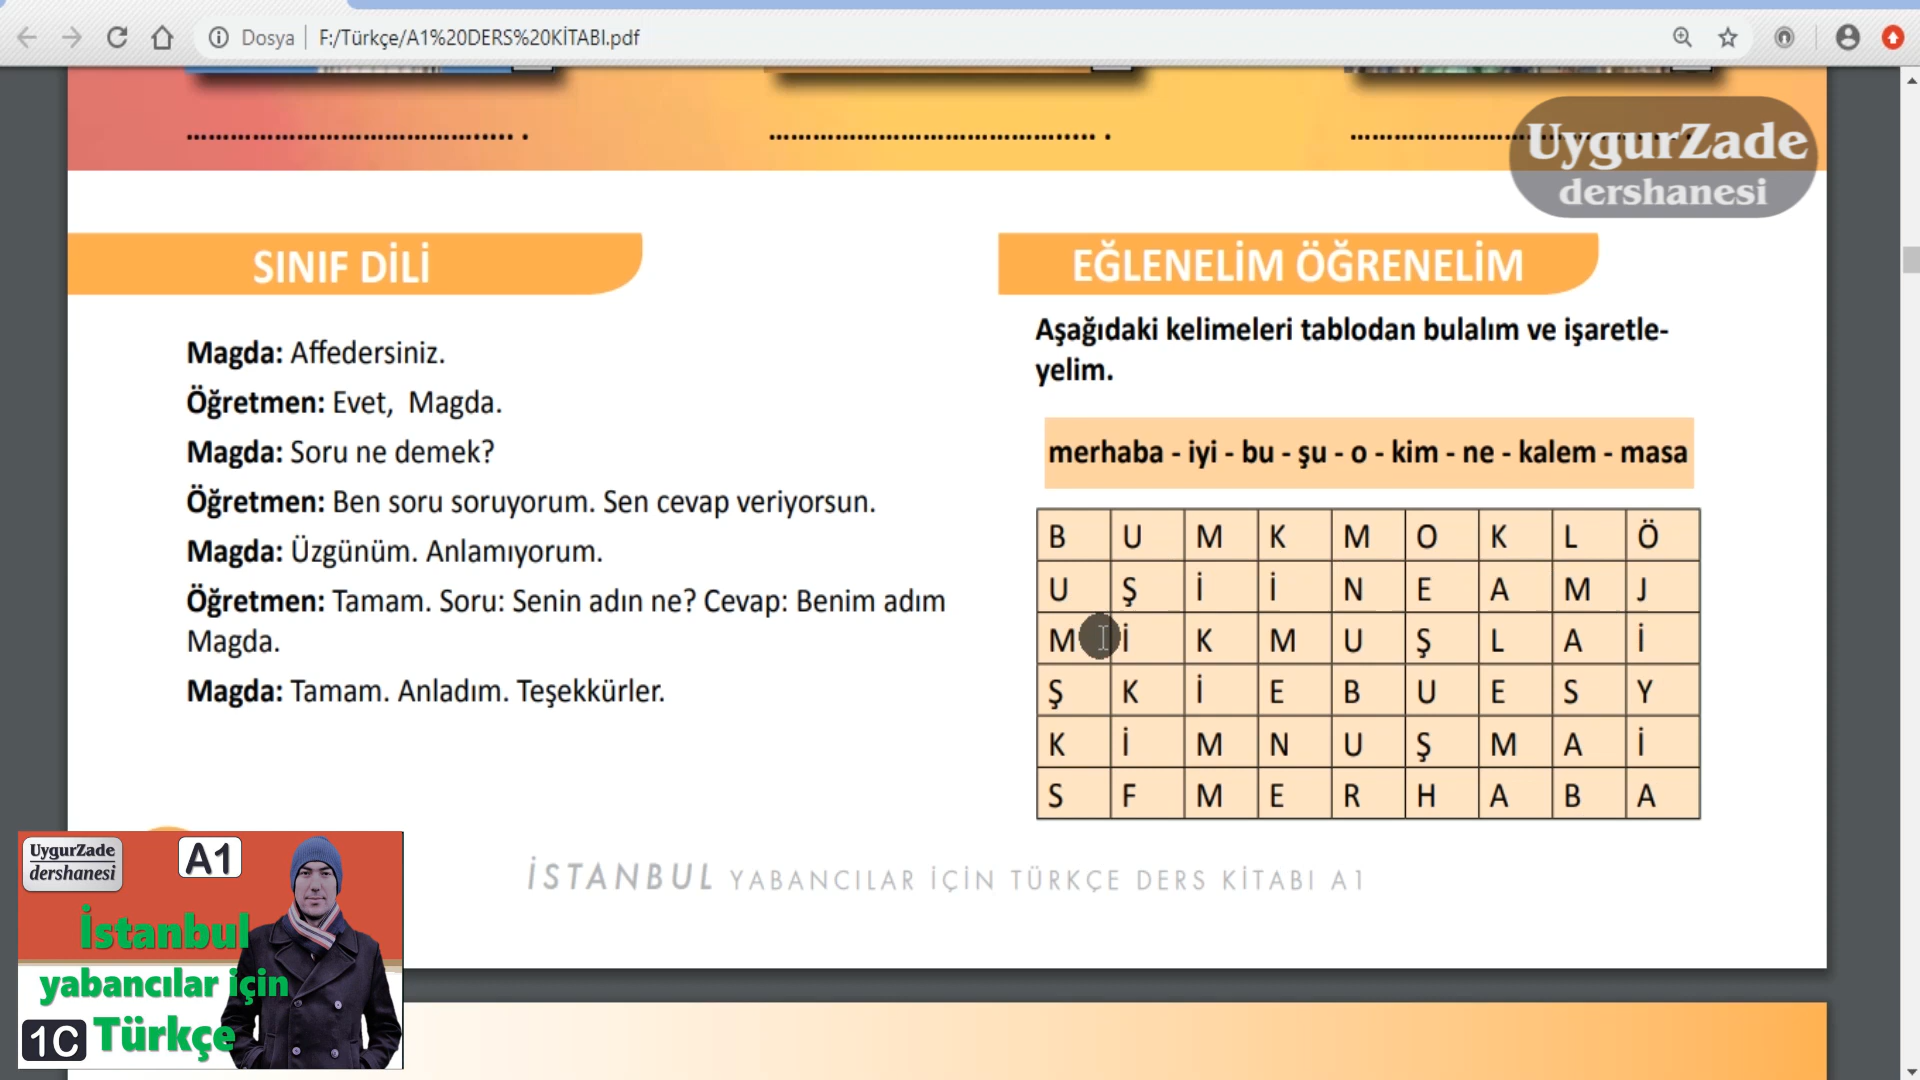 Dosya F:/Türkçe/A1%20DERS%20KİTABI.pdf
.
.
UygurZade
dershanesi
SINIF DİLİ
Magda: Affedersiniz.
Öğretmen: Evet, Magda.
Magda: Soru ne demek?
Öğretmen: Ben soru soruyorum. Sen cevap veriyorsun.
Magda: Üzgünüm. Anlamıyorum.
Öğretmen: Tamam. Soru: Senin adın ne? Cevap: Benim adım
Magda.
Magda: Tamam. Anladım. Teşekkürler.
EĞLENELİM ÖĞRENELİM
Aşağıdaki kelimeleri tablodan bulalım ve işaretle-
yelim.
merhaba - iyi - bu - şu - o - kim - ne - kalem - masa
B U M K M O K L Ö
U Ş İ İ N E A M J
M İ K M U Ş L A İ
Ş K İ E B U E S Y
K İ M N U Ş M A İ
S F M E R H A B A
İSTANBUL YABANCILAR İÇİN TÜRKÇE DERS KİTABI A1
UygurZade
dershanesi
A1
İstanbul
yabancılar için
1C Türkçe